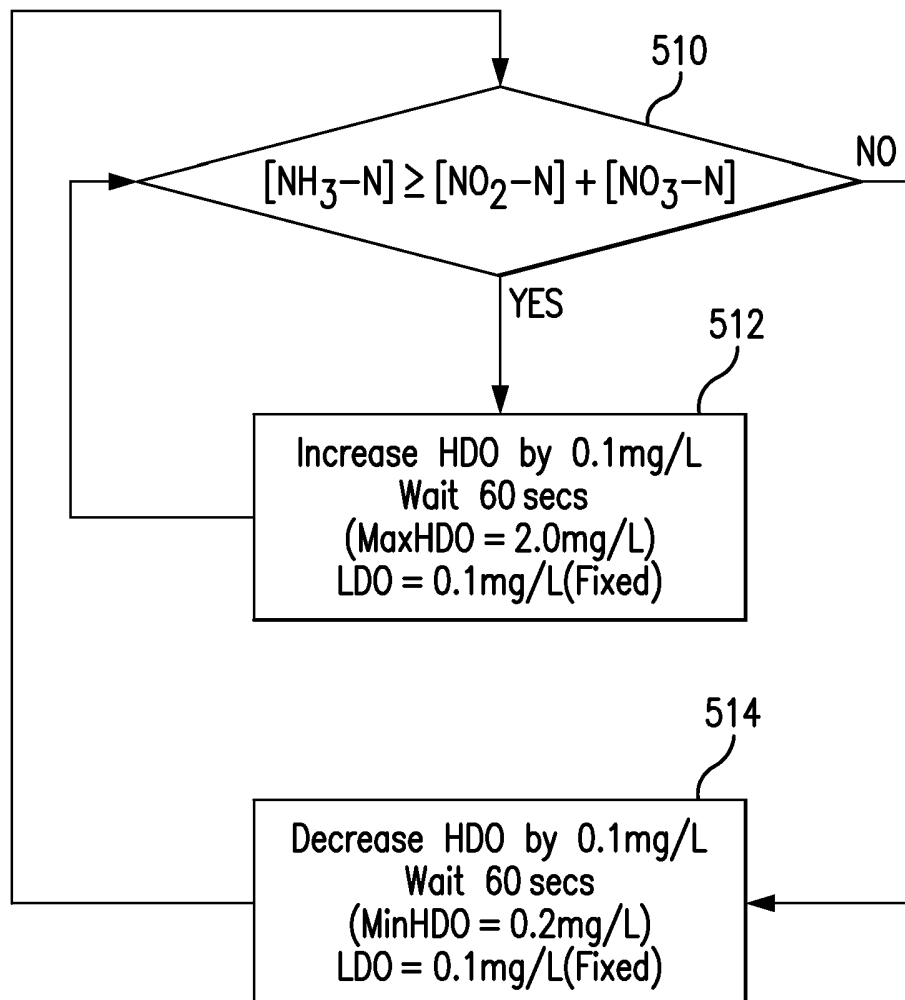 510
[NH₃–N] ≥ [NO₂–N] + [NO₃–N]
NO
YES
512
Increase HDO by 0.1mg/L
Wait 60 secs
(MaxHDO = 2.0mg/L)
LDO = 0.1mg/L(Fixed)
514
Decrease HDO by 0.1mg/L
Wait 60 secs
(MinHDO = 0.2mg/L)
LDO = 0.1mg/L(Fixed)